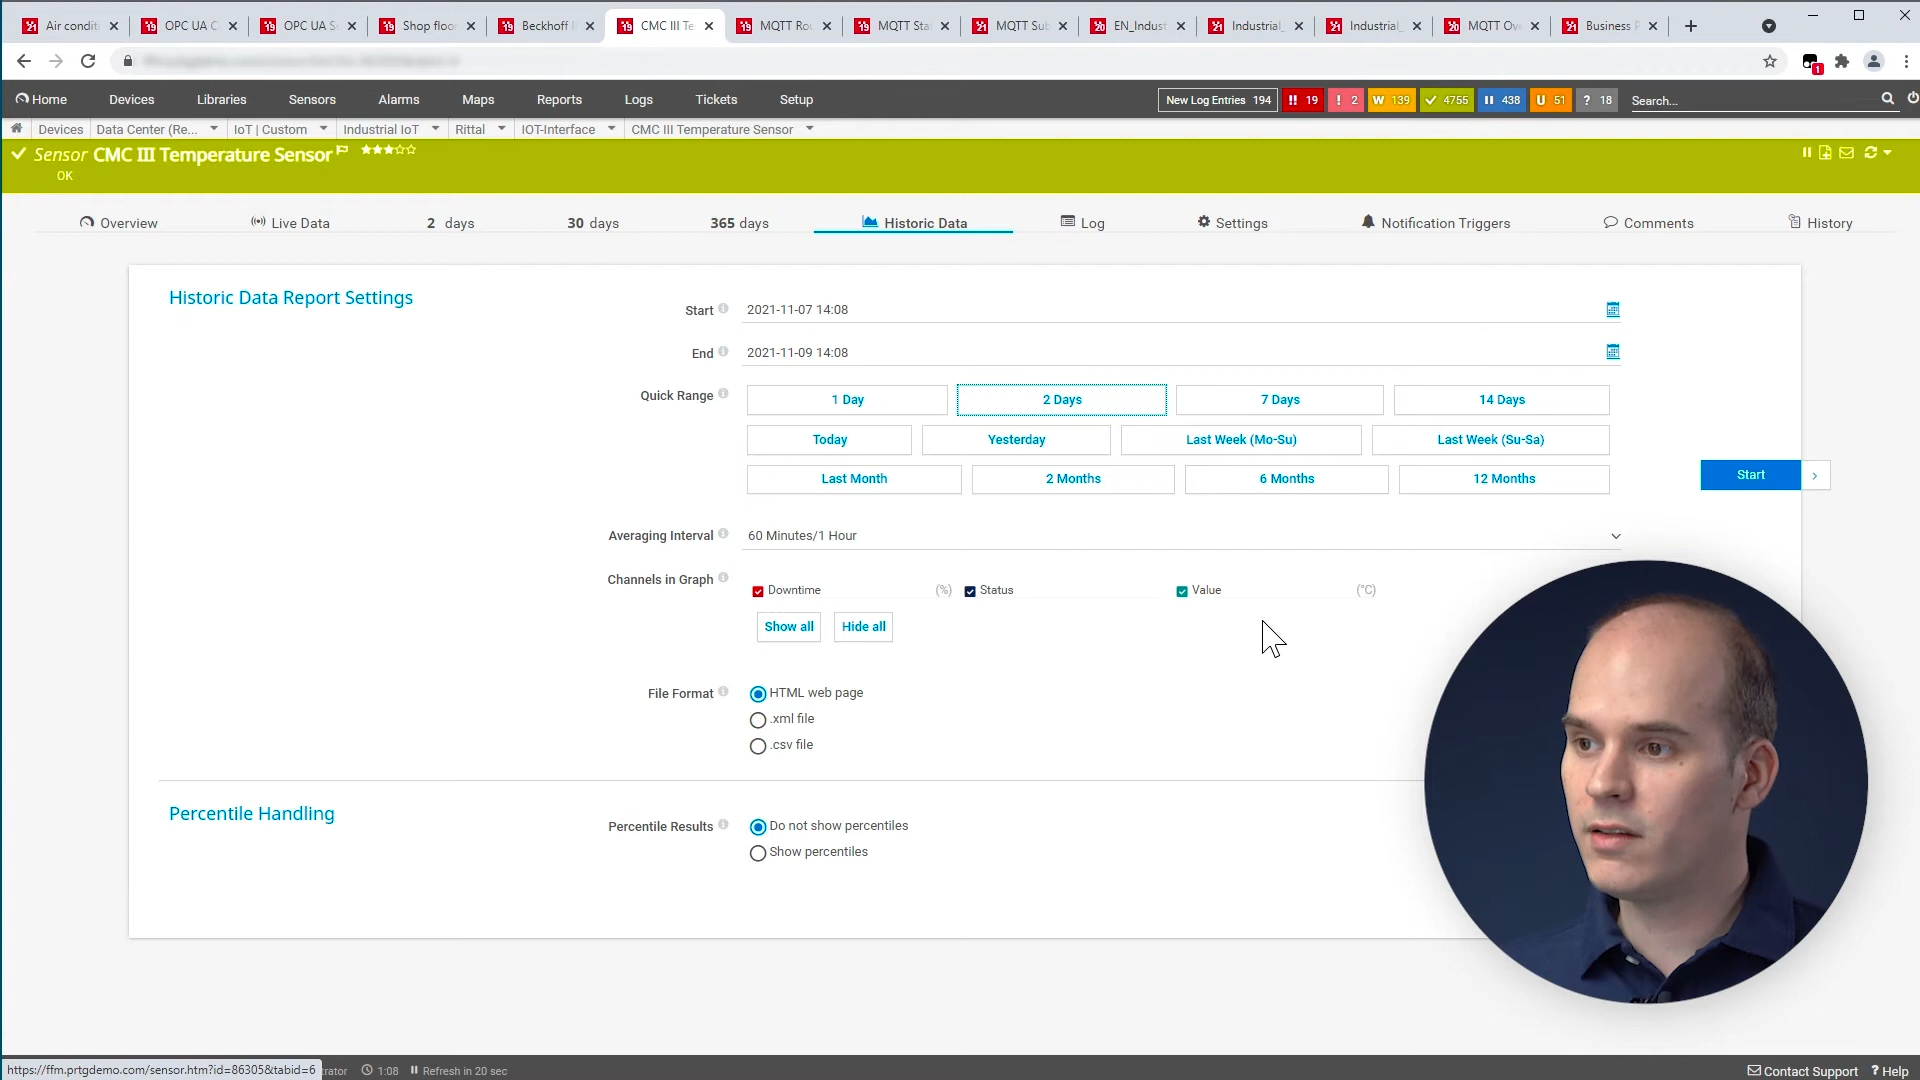 Air conditi
OPC UA C
OPC UA S
Shop floo
Beckhoff I
CMC III Te
MQTT Rou
MQTT Stat
MQTT Sub
EN_Indust
Industrial_
Industrial_
MQTT Ove
Business P
Home Devices Libraries Sensors Alarms Maps Reports Logs Tickets Setup
New Log Entries 194 !! 19 ! 2 W 139 4755 438 U 51 ? 18 Search...
Devices Data Center (Re... IoT | Custom Industrial IoT Rittal IOT-Interface CMC III Temperature Sensor
Sensor CMC III Temperature Sensor
OK
Overview Live Data 2 days 30 days 365 days Historic Data Log Settings Notification Triggers Comments History
Historic Data Report Settings
Start 2021-11-07 14:08
End 2021-11-09 14:08
Quick Range 1 Day 2 Days 7 Days 14 Days
Today Yesterday Last Week (Mo-Su) Last Week (Su-Sa)
Last Month 2 Months 6 Months 12 Months
Start
Averaging Interval 60 Minutes/1 Hour
Channels in Graph Downtime (%) Status Value (°C)
Show all Hide all
File Format HTML web page
.xml file
.csv file
Percentile Handling
Percentile Results Do not show percentiles
Show percentiles
https://ffm.prtgdemo.com/sensor.htm?id=86305&tabid=6 trator 1:08 Refresh in 20 sec
Contact Support ? Help